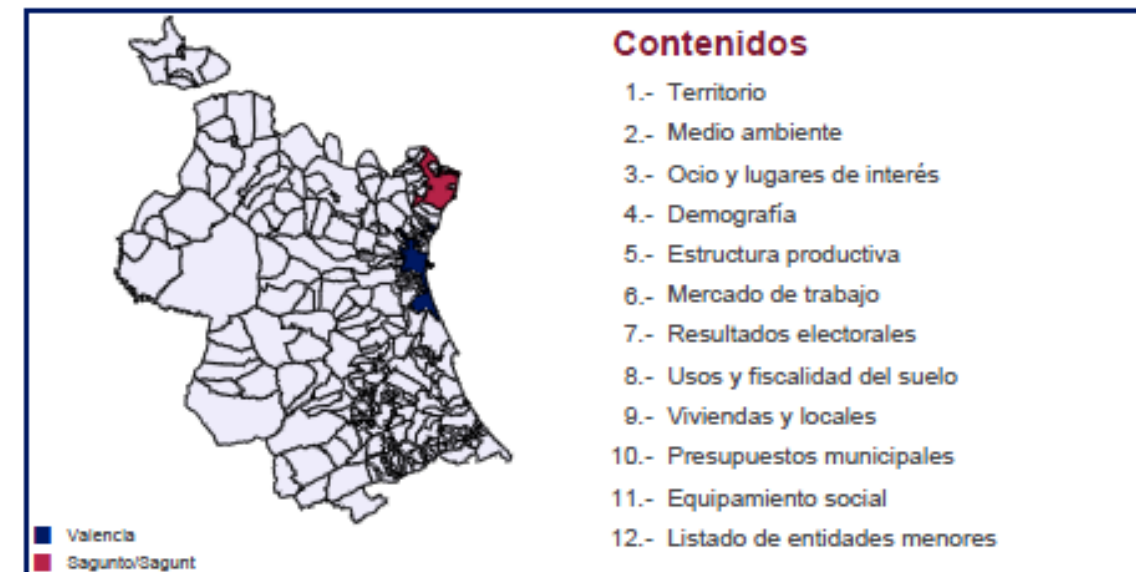 Contenidos
1.- Territorio
2.- Medio ambiente
3.- Ocio y lugares de interés
4.- Demografía
5.- Estructura productiva
6.- Mercado de trabajo
7.- Resultados electorales
8.- Usos y fiscalidad del suelo
9.- Viviendas y locales
10.- Presupuestos municipales
11.- Equipamiento social
12.- Listado de entidades menores
Valencia
Sagunto/Sagunt